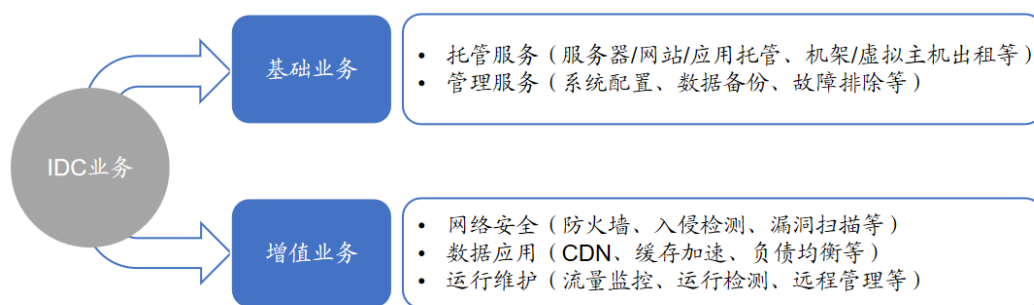 基础业务
• 托管服务（服务器/网站/应用托管、机架/虚拟主机出租等）
• 管理服务（系统配置、数据备份、故障排除等）
IDC业务
增值业务
• 网络安全（防火墙、入侵检测、漏洞扫描等）
• 数据应用（CDN、缓存加速、负债均衡等）
• 运行维护（流量监控、运行检测、远程管理等）